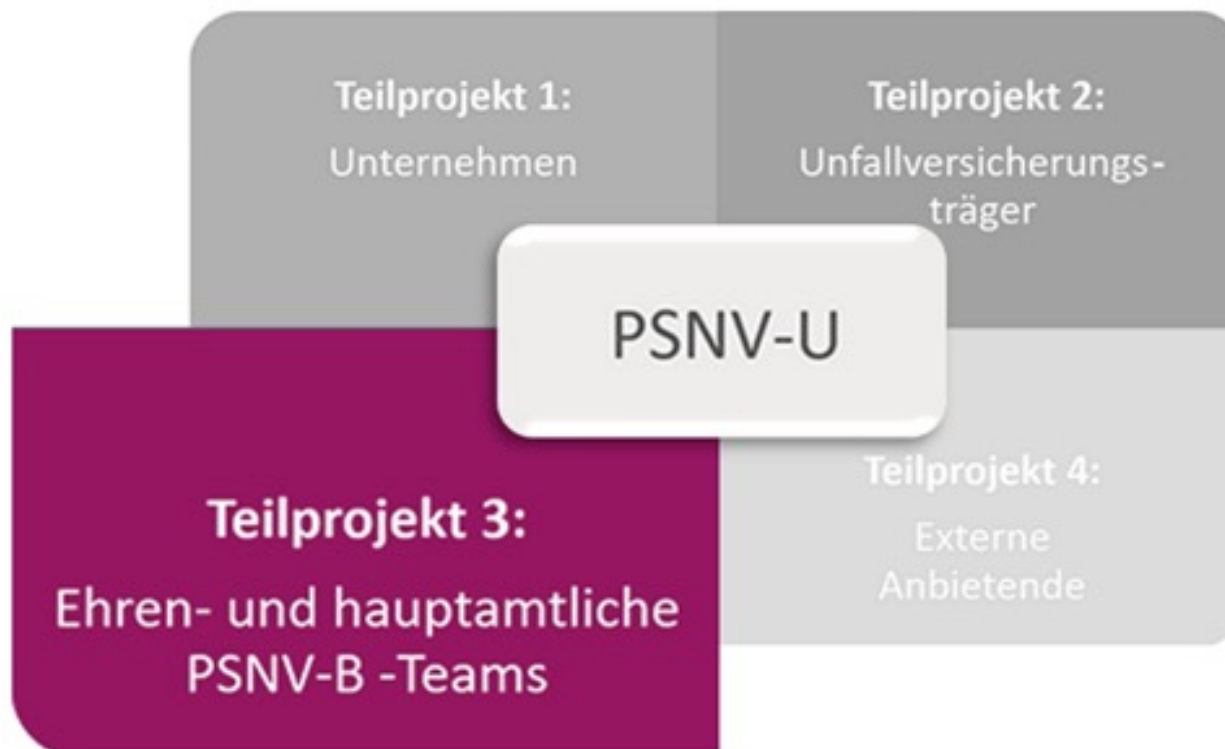 Teilprojekt 1:
Unternehmen
Teilprojekt 2:
Unfallversicherungs-
träger
PSNV-U
Teilprojekt 3:
Ehren- und hauptamtliche
PSNV-B -Teams
Teilprojekt 4:
Externe
Anbietende